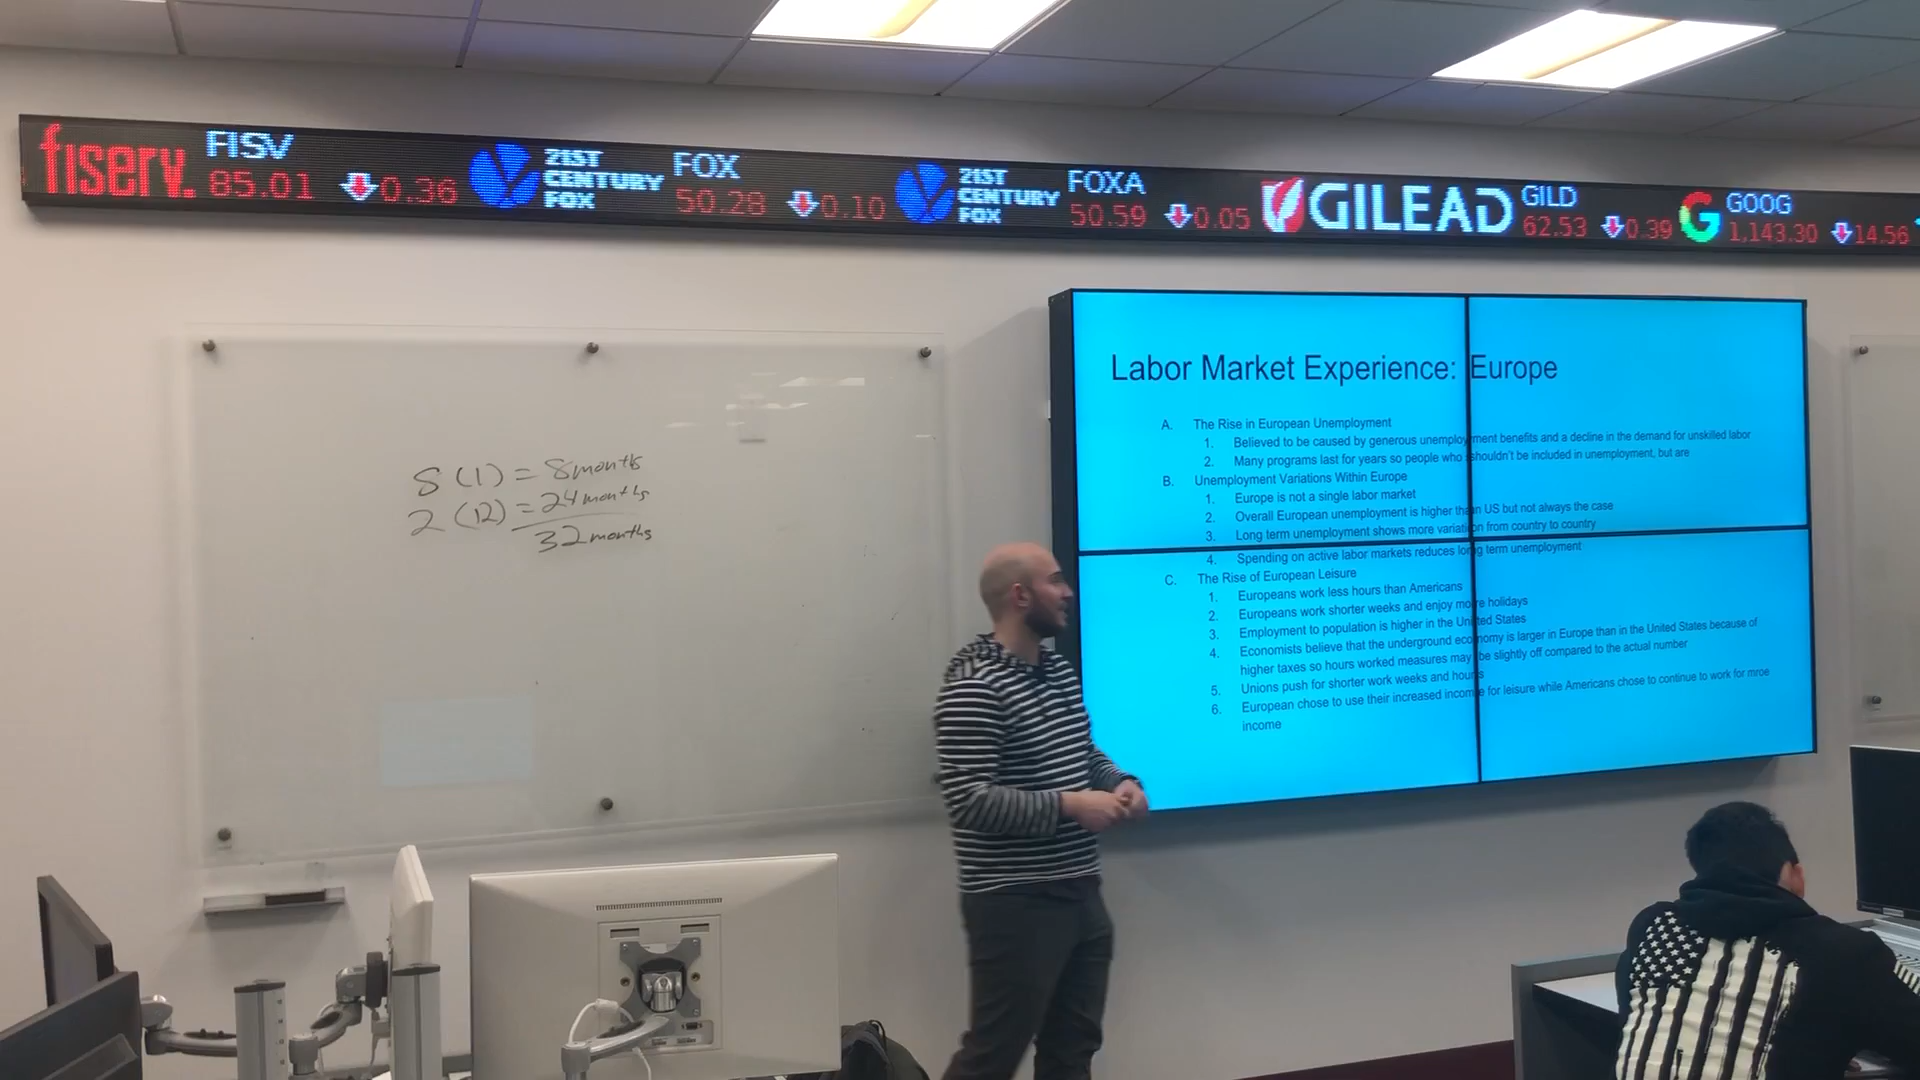 fiserv. FISV 85.01 0.36 21ST CENTURY FOX FOX 50.28 0.10 21ST CENTURY FOX FOXA 50.59 0.05 GILEAD GILD 62.53 0.39 G GOOG 1,143.30 14.56
8 (1) = 8 months
2 (12) = 24 months
32 months
Labor Market Experience: Europe
A. The Rise in European Unemployment
1. Believed to be caused by generous unemployment benefits and a decline in the demand for unskilled labor
2. Many programs last for years so people who shouldn't be included in unemployment, but are
B. Unemployment Variations Within Europe
1. Europe is not a single labor market
2. Overall European unemployment is higher than US but not always the case
3. Long term unemployment shows more variation from country to country
4. Spending on active labor markets reduces long term unemployment
C. The Rise of European Leisure
1. Europeans work less hours than Americans
2. Europeans work shorter weeks and enjoy more holidays
3. Employment to population is higher in the United States
4. Economists believe that the underground economy is larger in Europe than in the United States because of
higher taxes so hours worked measures may be slightly off compared to the actual number
5. Unions push for shorter work weeks and hours
6. European chose to use their increased income for leisure while Americans chose to continue to work for mroe
income